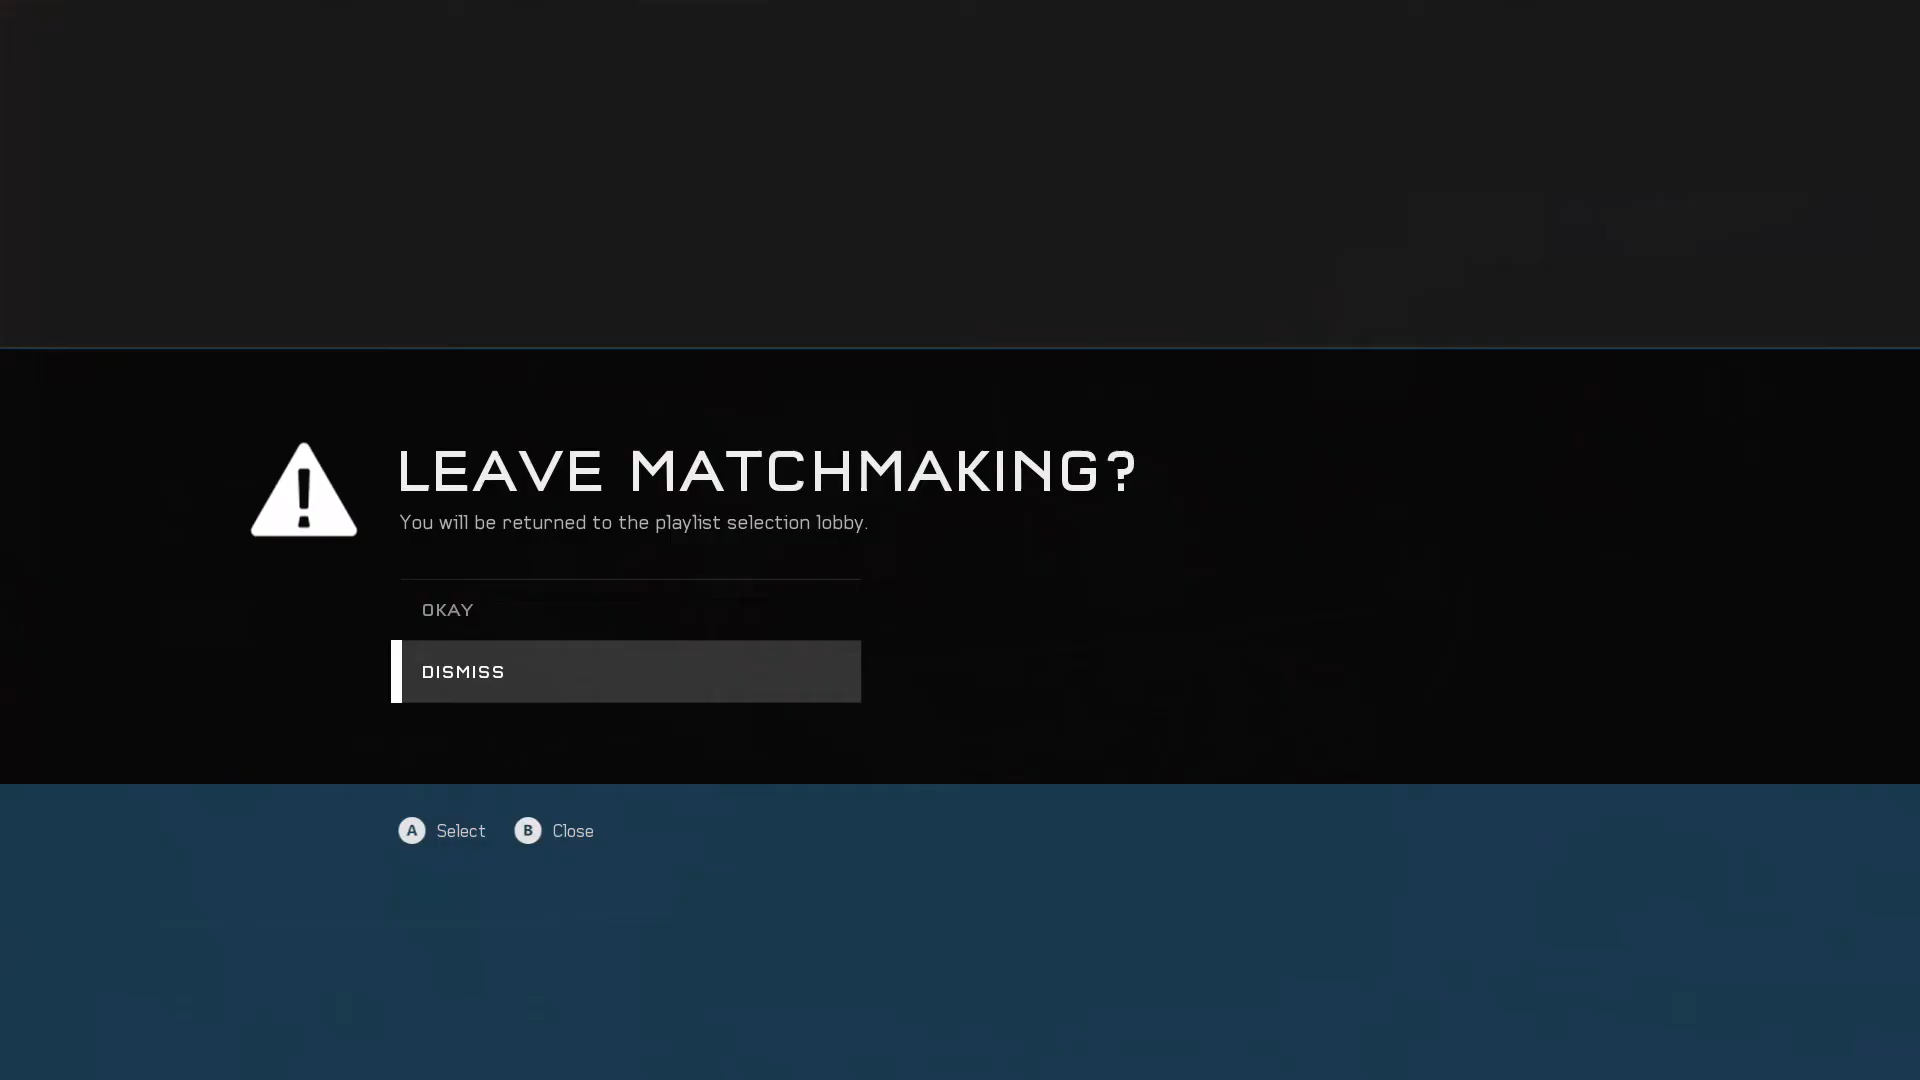 LEAVE MATCHMAKING?
You will be returned to the playlist selection lobby.
OKAY
DISMISS
A Select B Close